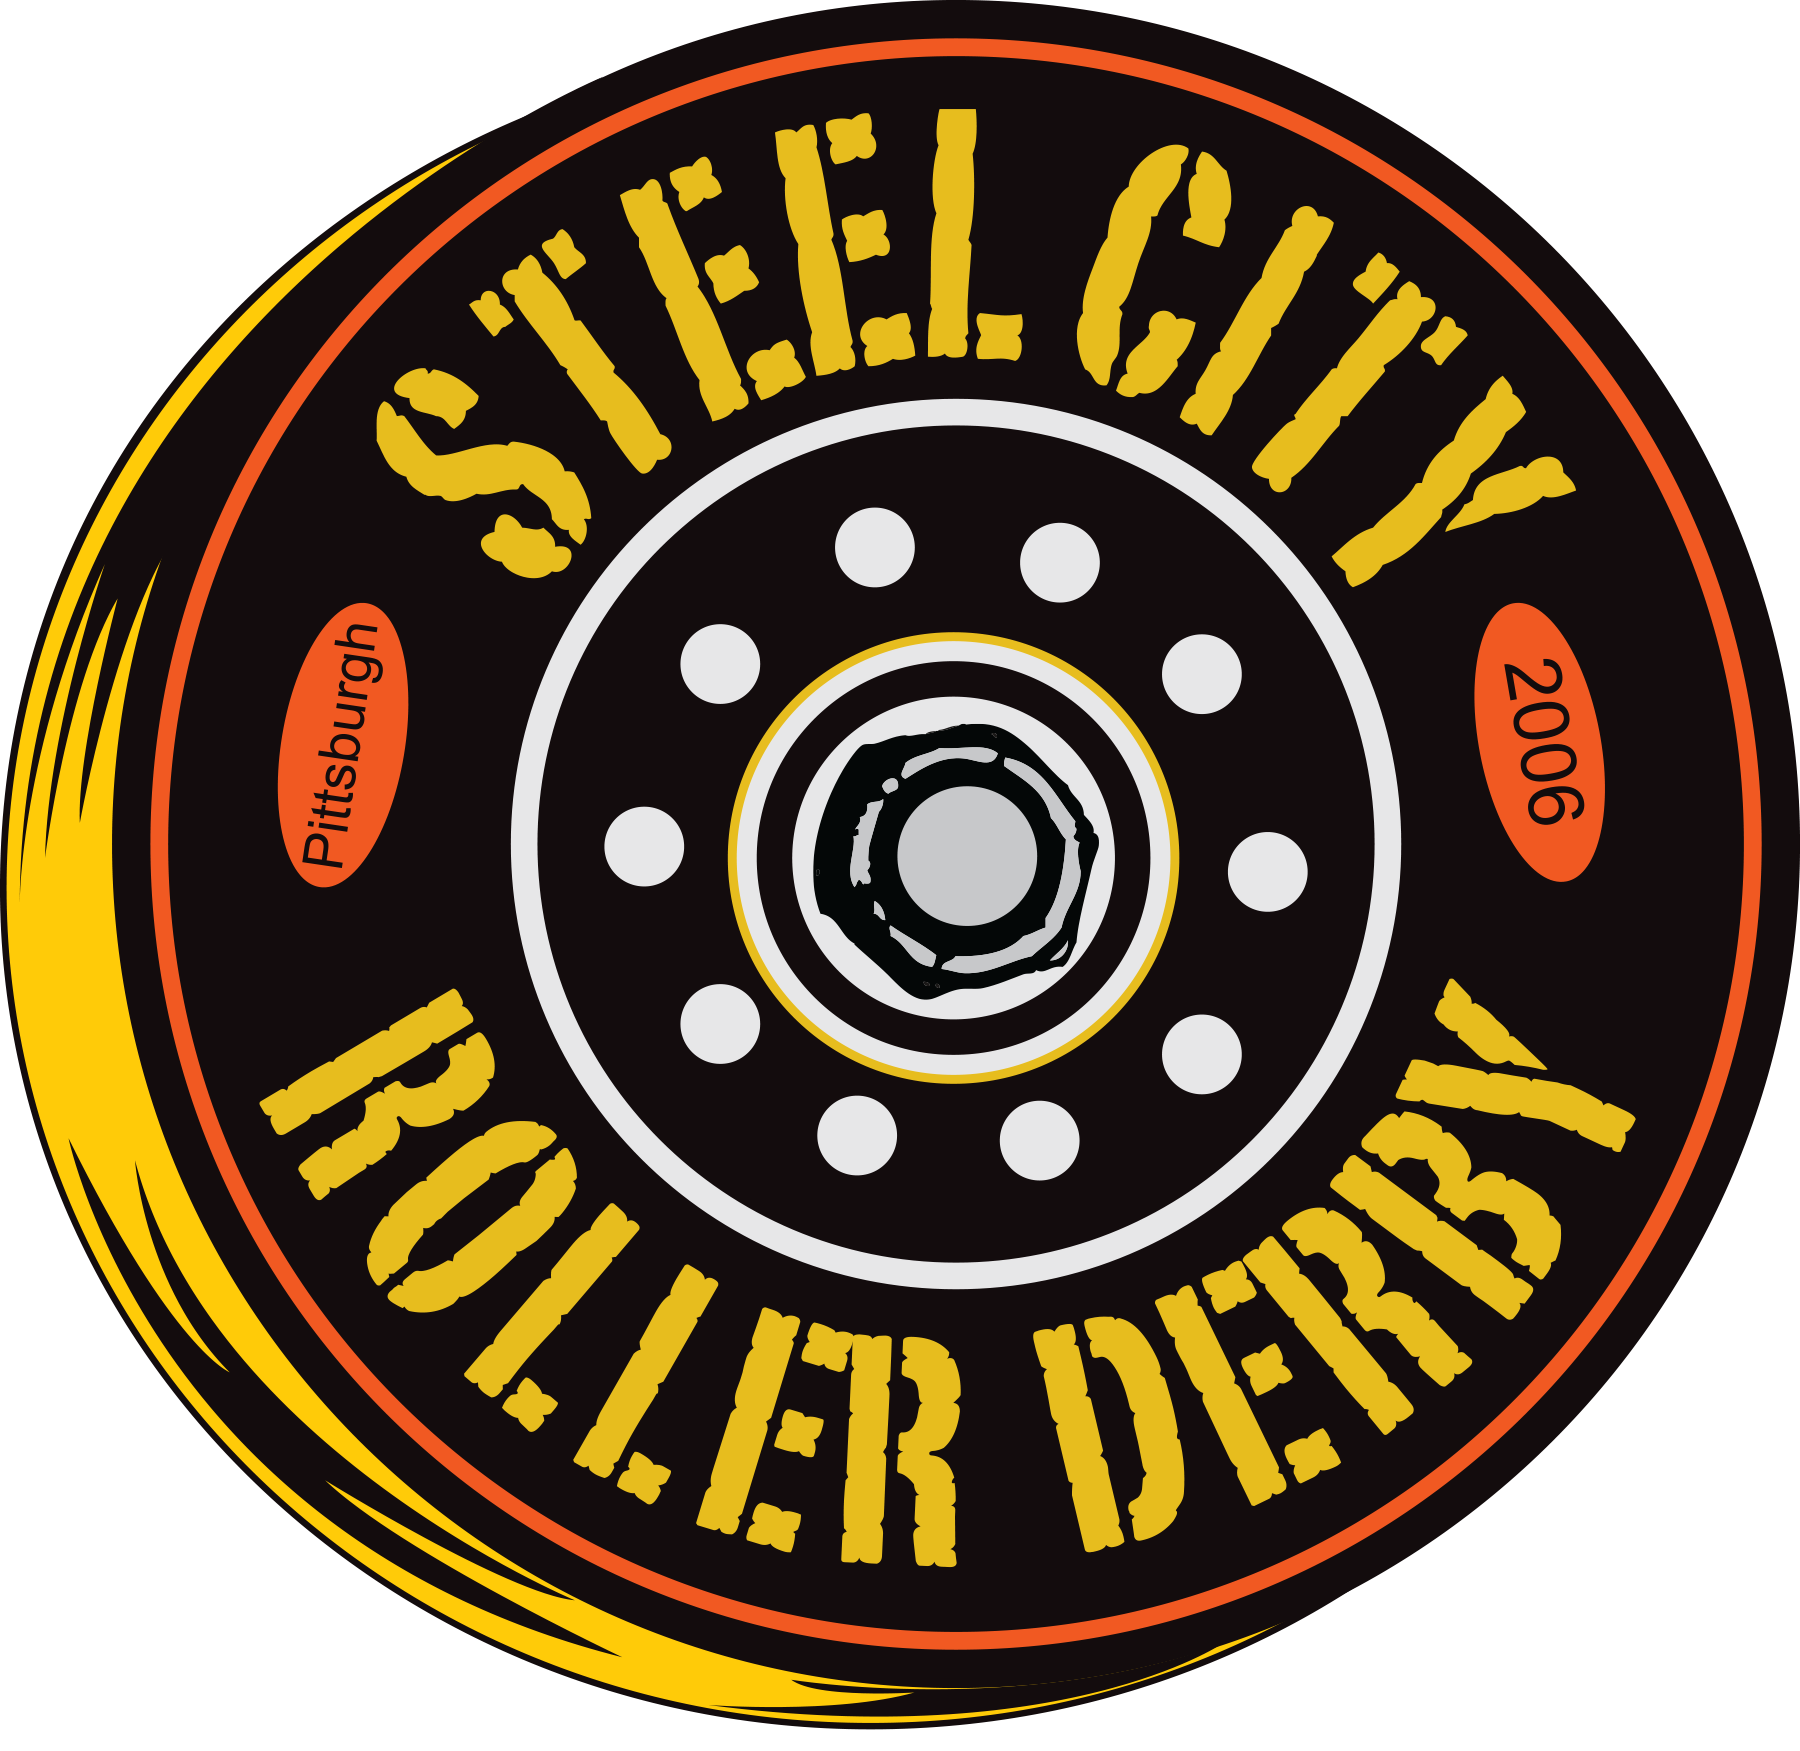 STEEL CITY
Pittsburgh
2006
ROLLER DERBY